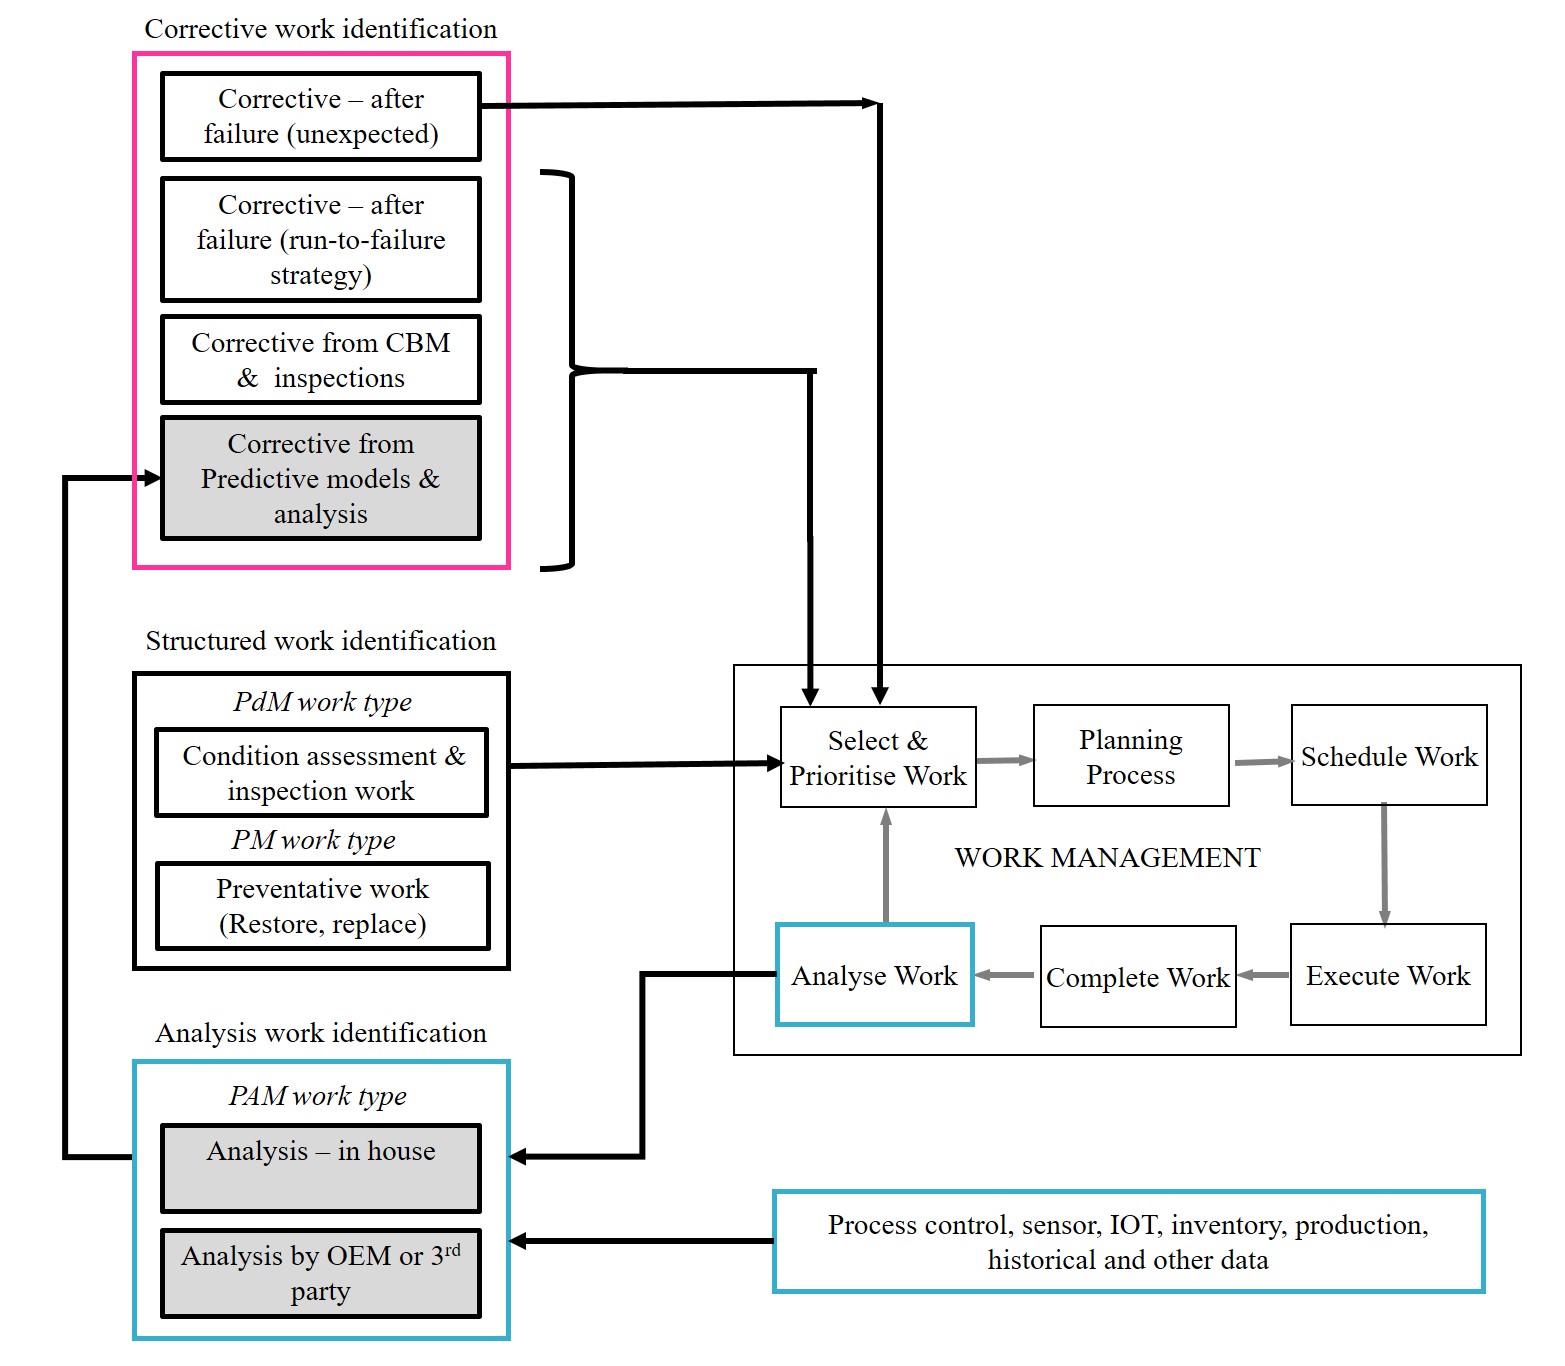 Corrective work identification
Corrective – after
failure (unexpected)
Corrective – after
failure (run-to-failure
strategy)
Corrective from CBM
& inspections
Corrective from
Predictive models &
analysis
Structured work identification
PdM work type
Condition assessment &
inspection work
PM work type
Preventative work
(Restore, replace)
Analysis work identification
PAM work type
Analysis – in house
Analysis by OEM or 3rd
party
Select &
Prioritise Work
Planning
Process
Schedule Work
WORK MANAGEMENT
Analyse Work
Complete Work
Execute Work
Process control, sensor, IOT, inventory, production,
historical and other data